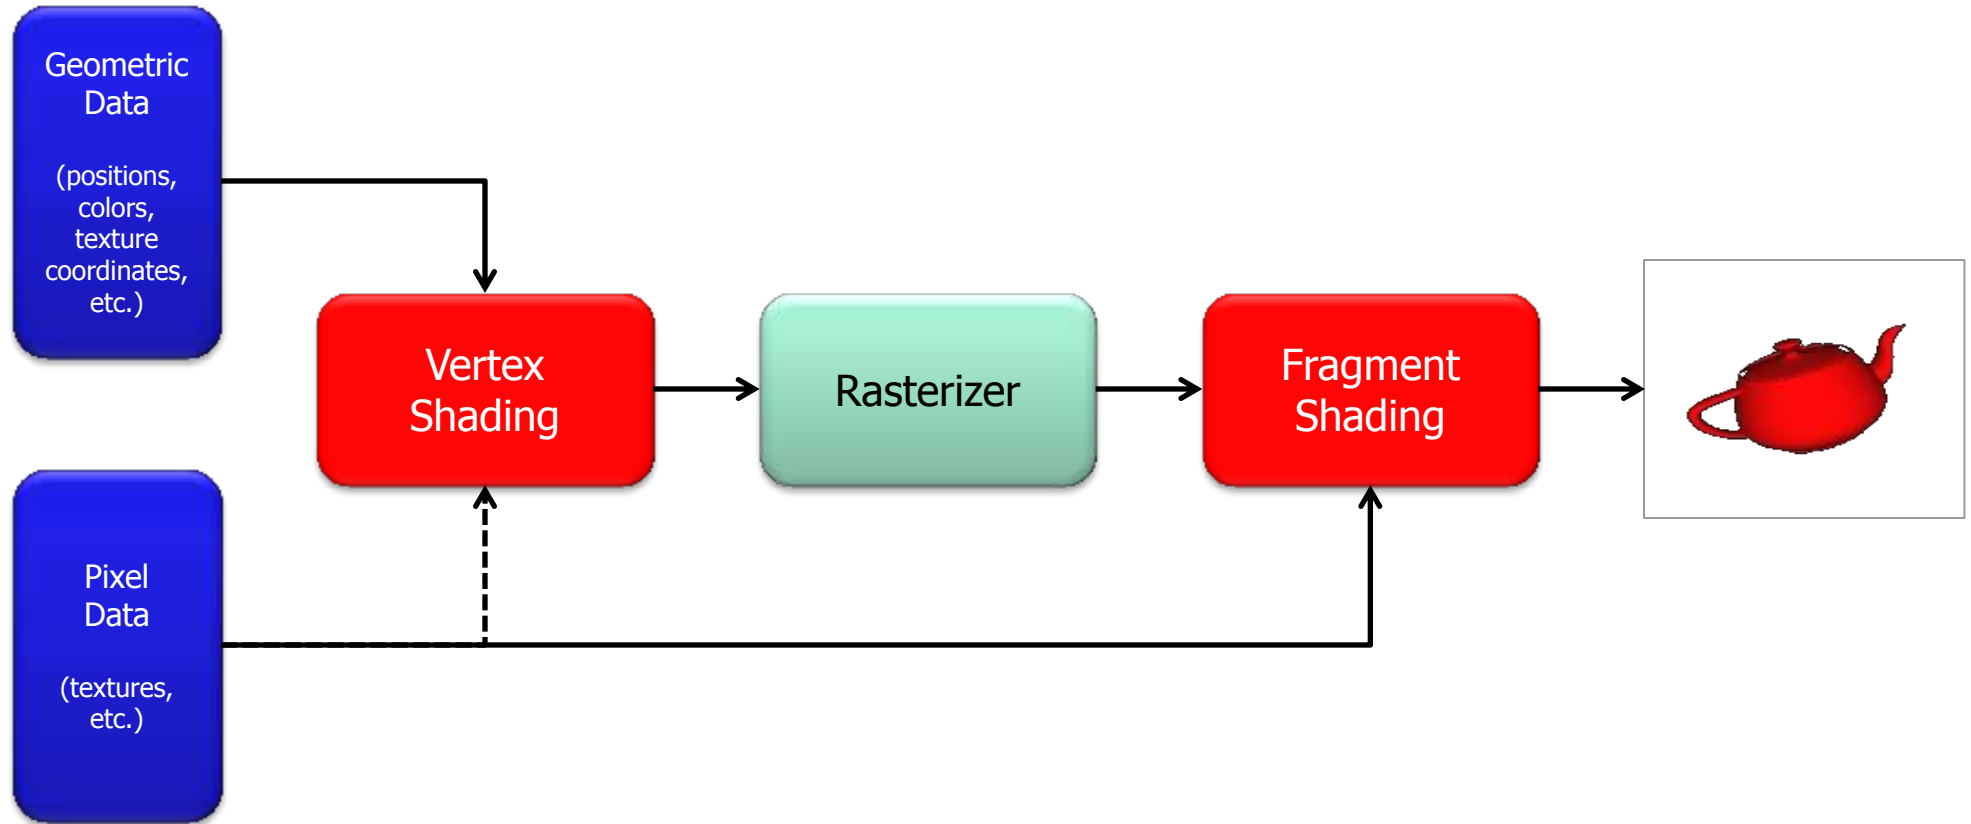 Geometric
Data
(positions,
colors,
texture
coordinates,
etc.)
Vertex
Shading
Rasterizer
Fragment
Shading
Pixel
Data
(textures,
etc.)